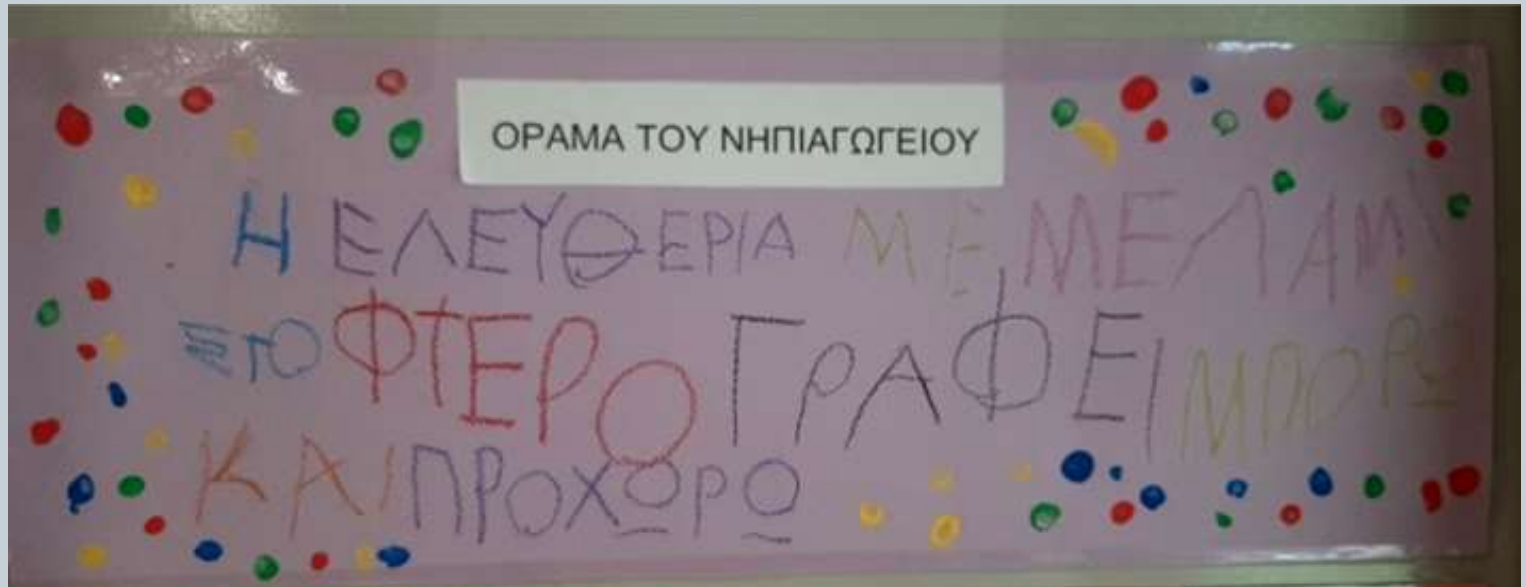 ΟΡΑΜΑ ΤΟΥ ΝΗΠΙΑΓΩΓΕΙΟΥ
Η ΕΛΕΥΘΕΡΙΑ ΜΕ ΜΕΛΑΝΙ
ΣΤΟ ΦΤΕΡΟ ΓΡΑΦΕΙ ΜΠΟΡΩ
ΚΑΙ ΠΡΟΧΩΡΩ